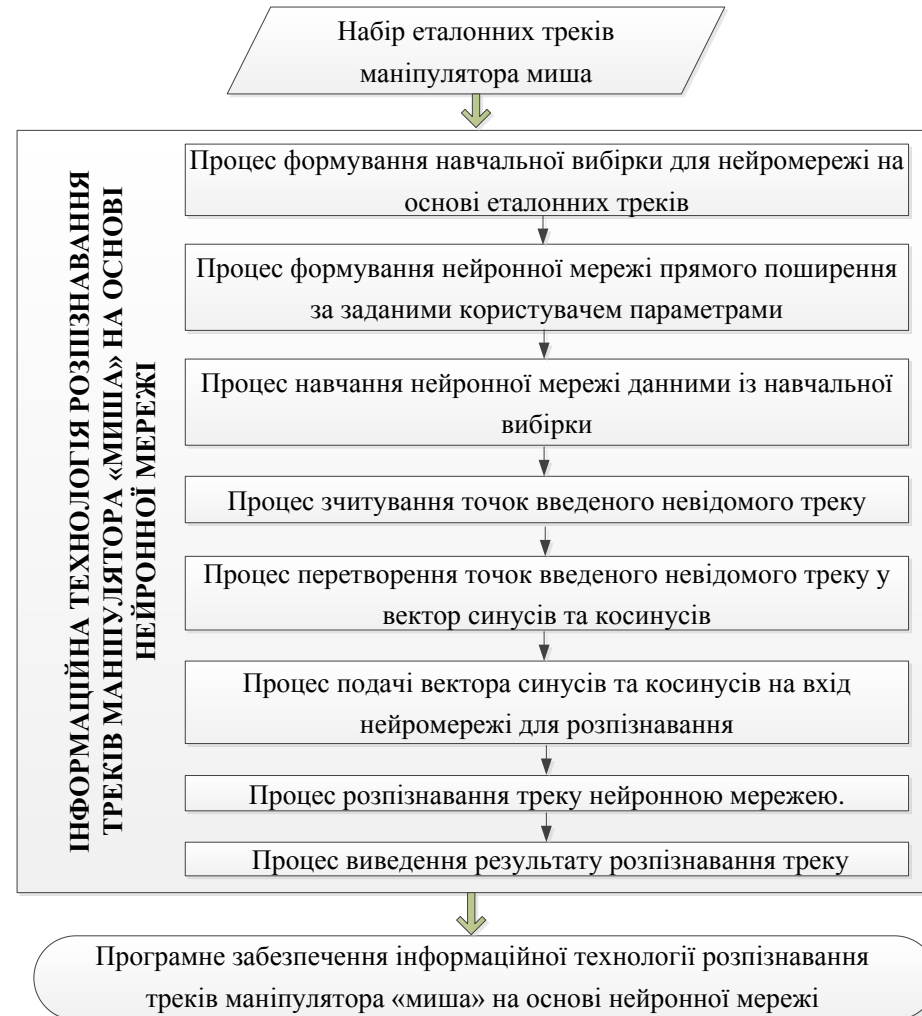 Набір еталонних треків
маніпулятора миша
ІНФОРМАЦІЙНА ТЕХНОЛОГІЯ РОЗПІЗНАВАННЯ
ТРЕКІВ МАНІПУЛЯТОРА «МИША» НА ОСНОВІ
НЕЙРОННОЇ МЕРЕЖІ
Процес формування навчальної вибірки для нейромережі на
основі еталонних треків
Процес формування нейронної мережі прямого поширення
за заданими користувачем параметрами
Процес навчання нейронної мережі данними із навчальної
вибірки
Процес зчитування точок введеного невідомого треку
Процес перетворення точок введеного невідомого треку у
вектор синусів та косинусів
Процес подачі вектора синусів та косинусів на вхід
нейромережі для розпізнавання
Процес розпізнавання треку нейронною мережею.
Процес виведення результату розпізнавання треку
Програмне забезпечення інформаційної технології розпізнавання
треків маніпулятора «миша» на основі нейронної мережі